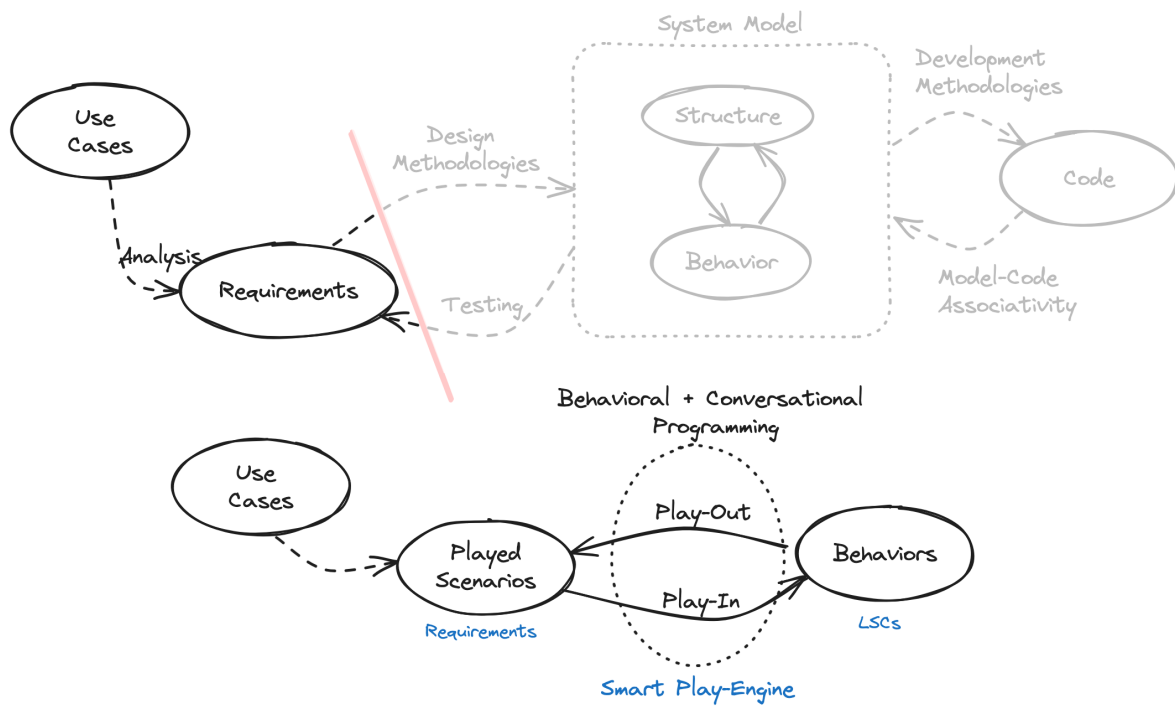 System Model
Development
Methodologies
Use
Cases
Structure
Design
Methodologies
Code
Analysis
Behavior
Requirements
Testing
Model-Code
Associativity
Behavioral + Conversational
Programming
Use
Cases
Play-Out
Played
Scenarios
Behaviors
Play-In
Requirements
LSCs
Smart Play-Engine